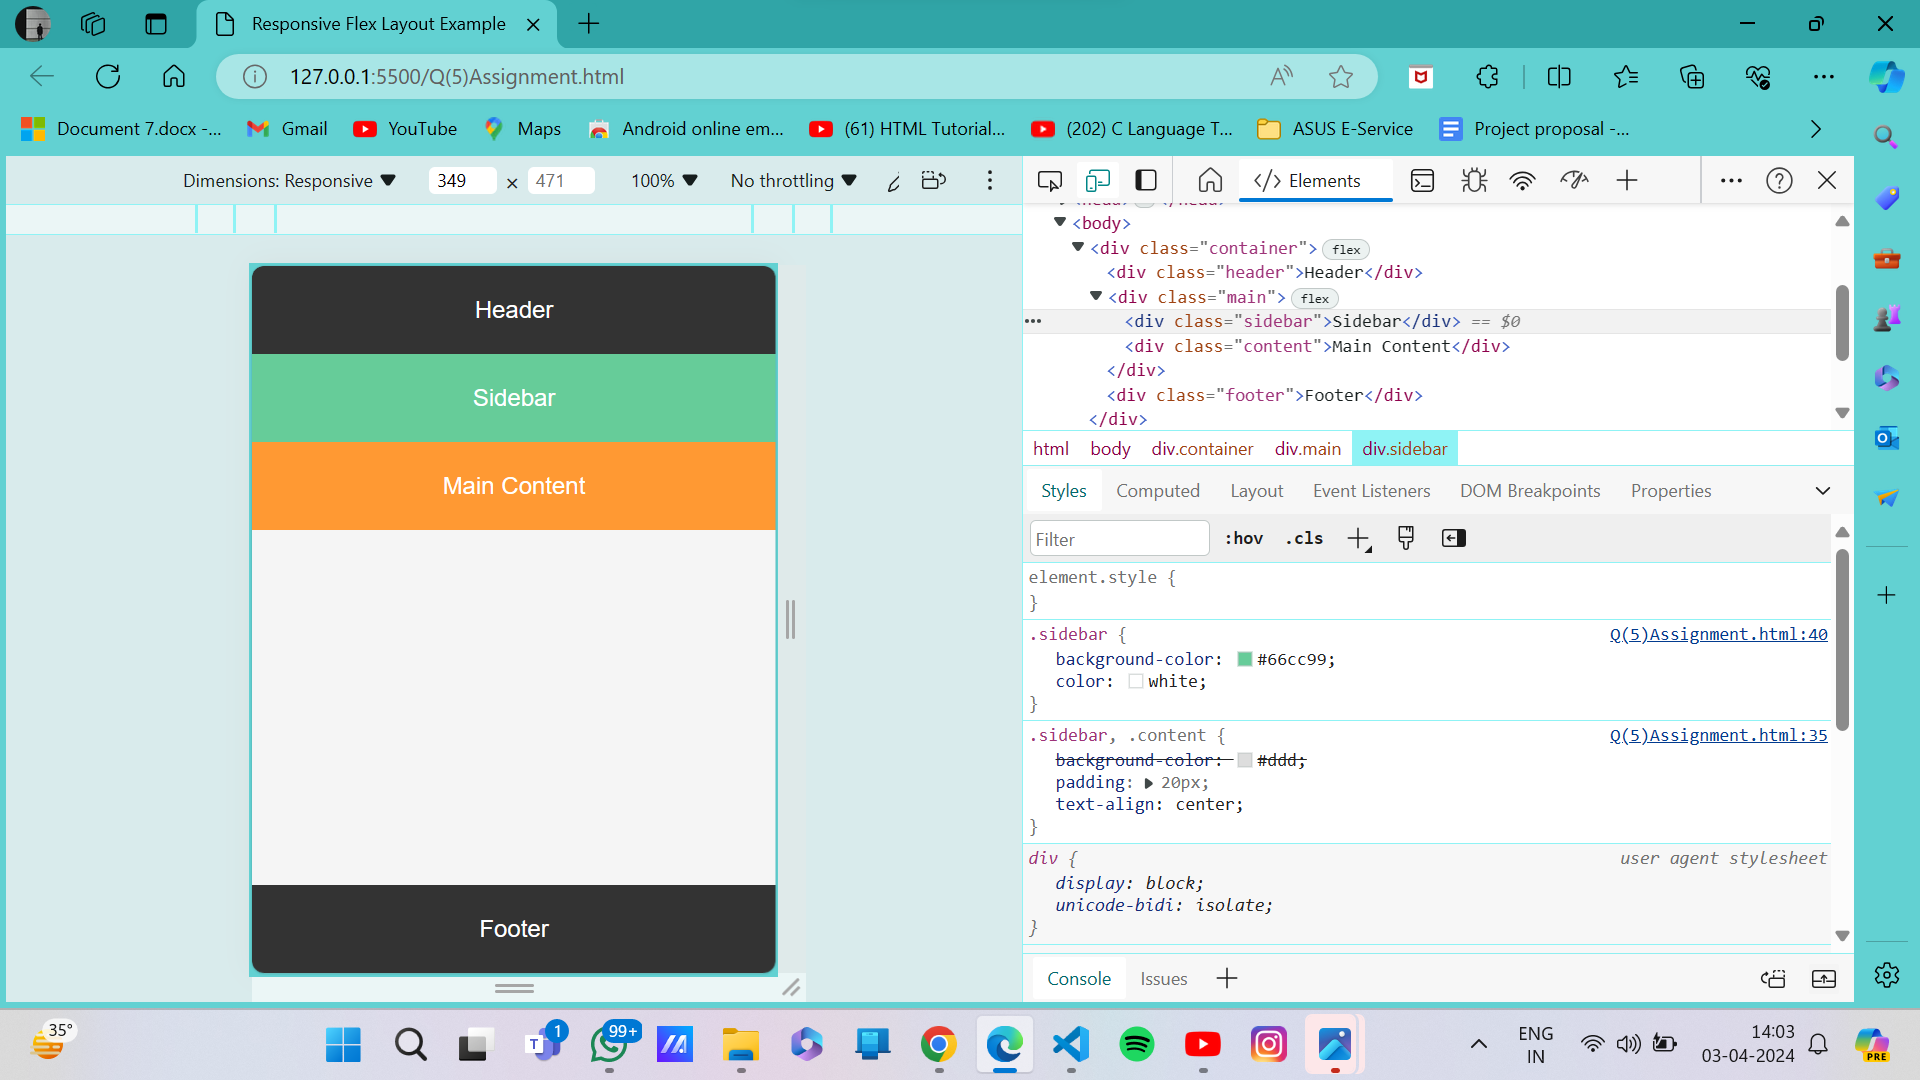 Responsive Flex Layout Example
127.0.0.1:5500/Q(5)Assignment.html
Document 7.docx -... Gmail YouTube Maps Android online em... (61) HTML Tutorial... (202) C Language T... ASUS E-Service Project proposal -...
Dimensions: Responsive 349 × 471 100% No throttling
Elements
<body>
<div class="container"> flex
<div class="header">Header</div>
<div class="main"> flex
<div class="sidebar">Sidebar</div> == $0
<div class="content">Main Content</div>
</div>
<div class="footer">Footer</div>
</div>
html body div.container div.main div.sidebar
Styles Computed Layout Event Listeners DOM Breakpoints Properties
Filter :hov .cls
element.style {
}
.sidebar { Q(5)Assignment.html:40
background-color: #66cc99;
color: white;
}
.sidebar, .content { Q(5)Assignment.html:35
background-color: #ddd;
padding: 20px;
text-align: center;
}
div { user agent stylesheet
display: block;
unicode-bidi: isolate;
}
Console Issues
Header
Sidebar
Main Content
Footer
35° 1 99+
ENG
IN
14:03
03-04-2024
PRE